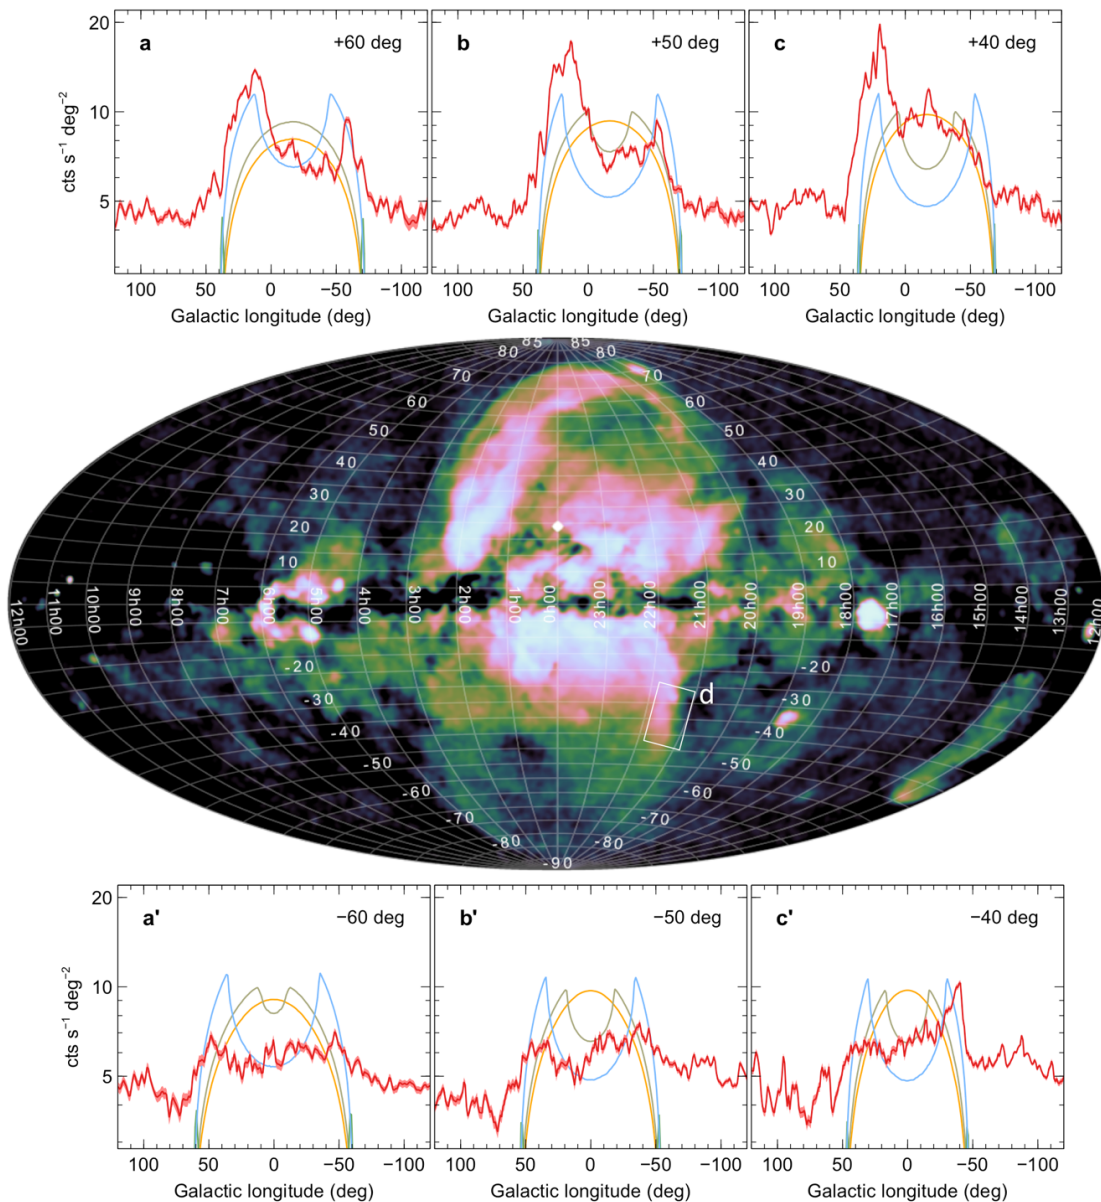 a +60 deg
b +50 deg
c +40 deg
20
10
5
cts s⁻¹ deg⁻²
100 50 0 −50 −100
100 50 0 −50 −100
100 50 0 −50 −100
Galactic longitude (deg)
Galactic longitude (deg)
Galactic longitude (deg)
85 85
80 80
70 70
60 60
50 50
40 40
30 30
20 20
10 10
12h00 11h00 10h00 9h00 8h00 7h00 6h00 5h00 4h00 3h00 2h00 1h00 00h00 23h00 22h00 21h00 20h00 19h00 18h00 17h00 16h00 15h00 14h00 13h00 12h00
-20 -20
d
-30 -30
-40 -40
-50 -50
-60 -60
-70 -70
-80 -80
-90
a' −60 deg
b' −50 deg
c' −40 deg
20
10
5
cts s⁻¹ deg⁻²
100 50 0 −50 −100
100 50 0 −50 −100
100 50 0 −50 −100
Galactic longitude (deg)
Galactic longitude (deg)
Galactic longitude (deg)